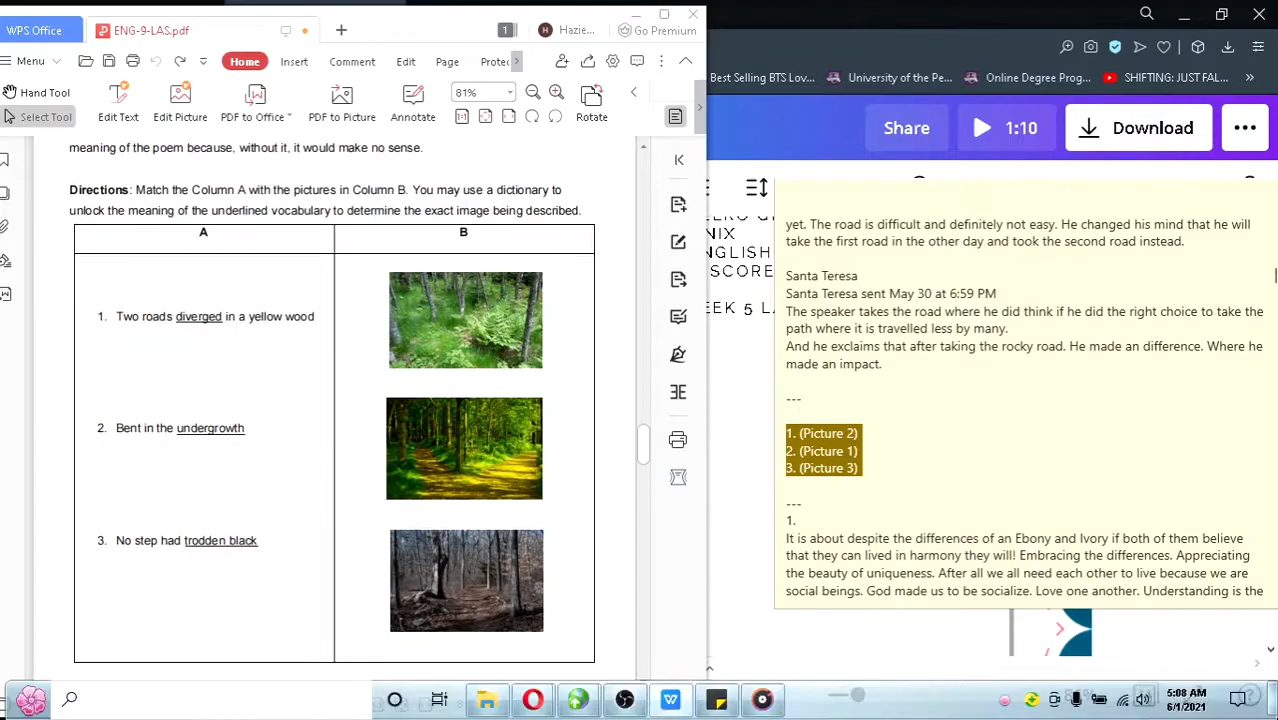 WPS Office
ENG-9-LAS.pdf
1
H
Hazie...
Go Premium
Menu
Home
Insert
Comment
Edit
Page
Protec
Hand Tool
Select Tool
Edit Text
Edit Picture
PDF to Office
PDF to Picture
Annotate
81%
1:1
Rotate
Best Selling BTS Lov...
University of the Pe...
Online Degree Prog...
SHIFTING: JUST FAL...
Share
1:10
Download
meaning of the poem because, without it, it would make no sense.
Directions: Match the Column A with the pictures in Column B. You may use a dictionary to
unlock the meaning of the underlined vocabulary to determine the exact image being described.
A
B
1. Two roads diverged in a yellow wood
2. Bent in the undergrowth
3. No step had trodden black
NIX
NGLISH
SCORE
EEK 5 LA
yet. The road is difficult and definitely not easy. He changed his mind that he will
take the first road in the other day and took the second road instead.
Santa Teresa
Santa Teresa sent May 30 at 6:59 PM
The speaker takes the road where he did think if he did the right choice to take the
path where it is travelled less by many.
And he exclaims that after taking the rocky road. He made an difference. Where he
made an impact.
---
1. (Picture 2)
2. (Picture 1)
3. (Picture 3)
---
1.
It is about despite the differences of an Ebony and Ivory if both of them believe
that they can lived in harmony they will! Embracing the differences. Appreciating
the beauty of uniqueness. After all we all need each other to live because we are
social beings. God made us to be socialize. Love one another. Understanding is the
5:08 AM
6/1/2021